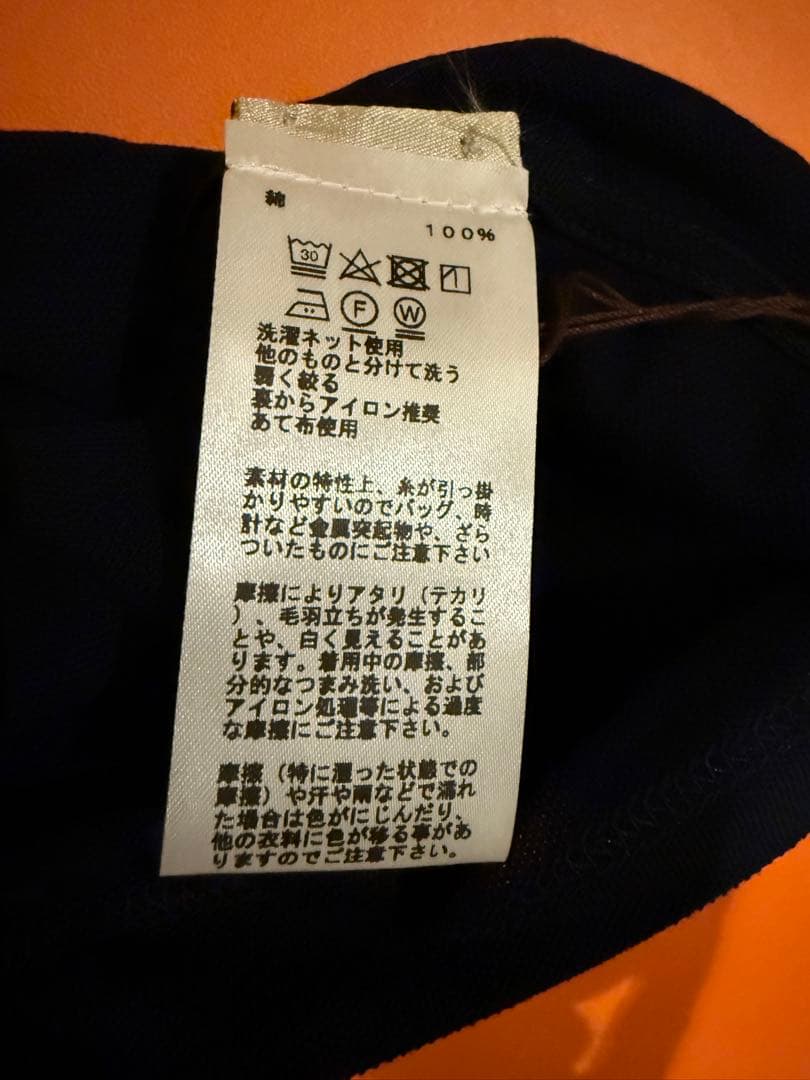 綿
100%
30
F W
洗濯ネット使用
他のものと分けて洗う
弱く絞る
裏からアイロン推奨
あて布使用
素材の特性上、糸が引っ掛
かりやすいのでバッグ、時
計など金属突起物や、ざら
ついたものにご注意下さい
摩擦によりアタリ（テカリ
）、毛羽立ちが発生するこ
とや、白く見えることがあ
ります。着用中の摩擦、部
分的なつまみ洗い、および
アイロン処理等による過度
な摩擦にご注意下さい。
摩擦（特に湿った状態での
摩擦）や汗や雨などで濡れ
た場合は色がにじんだり、
他の衣料に色が移る事があ
りますのでご注意下さい。